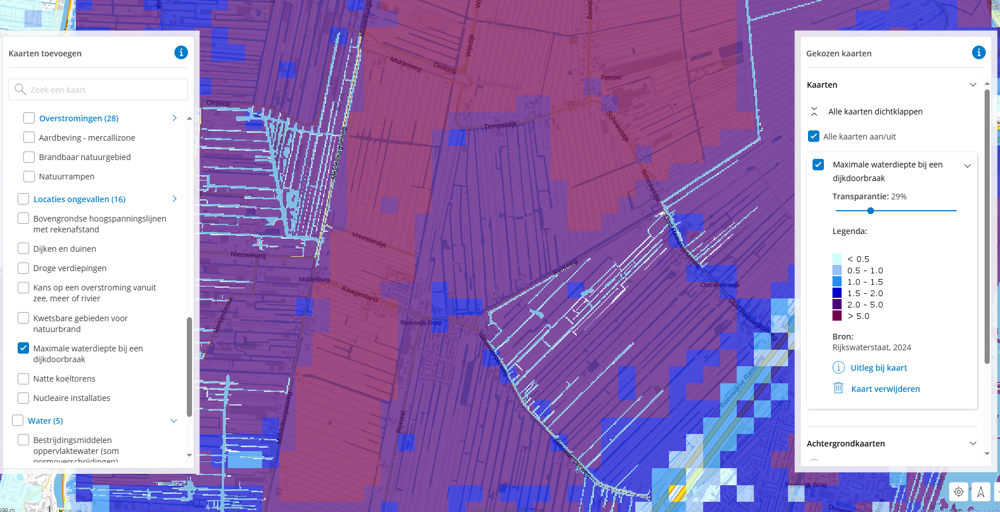 Kaarten toevoegen
Zoek een kaart
Overstromingen (28)
Aardbeving - mercallizone
Brandbaar natuurgebied
Natuurrampen
Locaties ongevallen (16)
Bovengrondse hoogspanningslijnen
met rekenafstand
Dijken en duinen
Droge verdiepingen
Kans op een overstroming vanuit
zee, meer of rivier
Kwetsbare gebieden voor
natuurbrand
Maximale waterdiepte bij een
dijkdoorbraak
Natte koeltorens
Nucleaire installaties
Water (5)
Bestrijdingsmiddelen
oppervlaktewater (som
normoverschrijdingen)
Middelburgseweg
Wijkdijk
Middelweg
Omloop
Tempel
Omloop
Tempeldijk
Schinkeldijk
Middelburgseweg
Schinkeldijk
Vreesterdijk
Nieuweweg
Kerkweg
Middelburg
Kaagjesland
Oud-Reeuwijk
Oud Reeuwijkseweg
Berkenbroek
Reeuwijk-Dorp
Reeuwijkse Randweg
Middelburgseweg
Reewal
Reeuwijk-Brug
Gekozen kaarten
Kaarten
Alle kaarten dichtklappen
Alle kaarten aan/uit
Maximale waterdiepte bij een
dijkdoorbraak
Transparantie: 29%
Legenda:
< 0.5
0.5 - 1.0
1.0 - 1.5
1.5 - 2.0
2.0 - 5.0
> 5.0
Bron:
Rijkswaterstaat, 2024
Uitleg bij kaart
Kaart verwijderen
Achtergrondkaarten